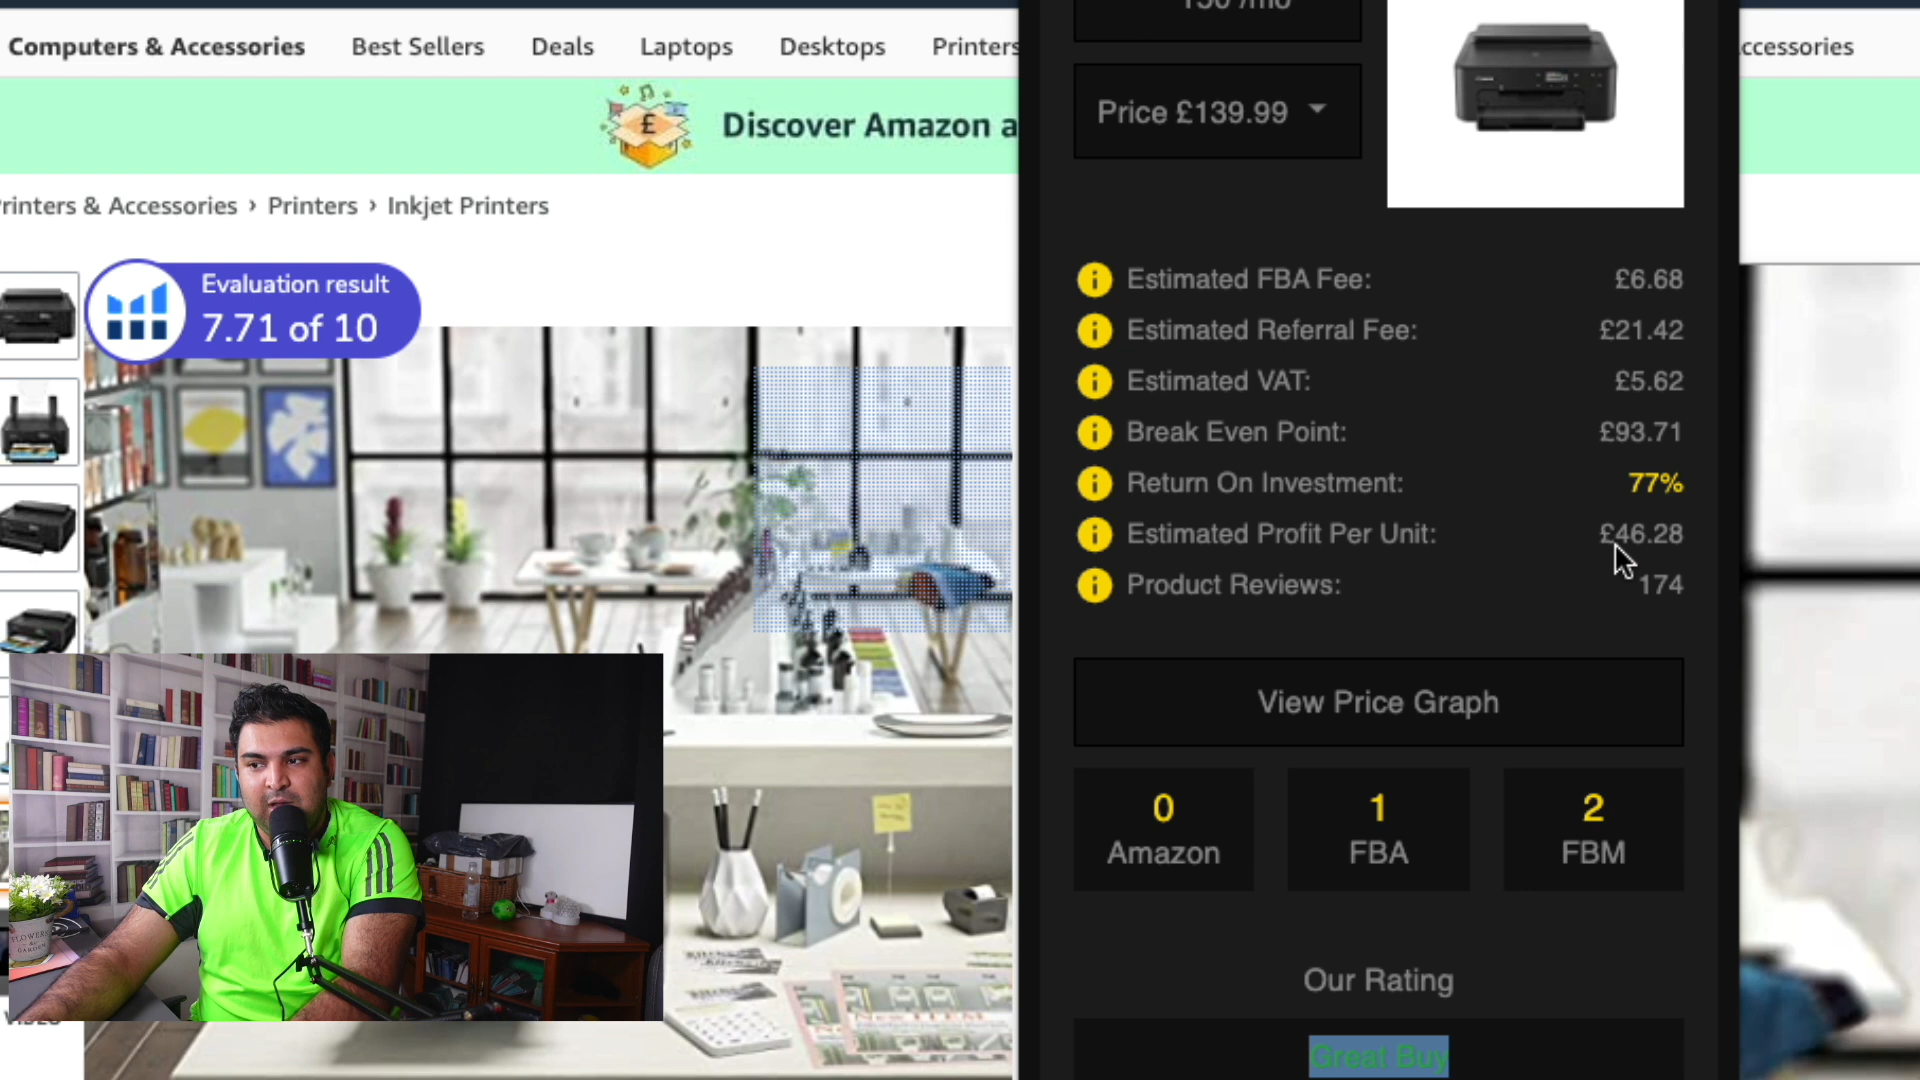 Computers & Accessories Best Sellers Deals Laptops Desktops Printers
ccessories
£ Discover Amazon a
rinters & Accessories › Printers › Inkjet Printers
Evaluation result
7.71 of 10
Price £139.99
Estimated FBA Fee: £6.68
Estimated Referral Fee: £21.42
Estimated VAT: £5.62
Break Even Point: £93.71
Return On Investment: 77%
Estimated Profit Per Unit: £46.28
Product Reviews: 174
View Price Graph
0 1 2
Amazon FBA FBM
Our Rating
Great Buy
FLOWERS
GARDEN